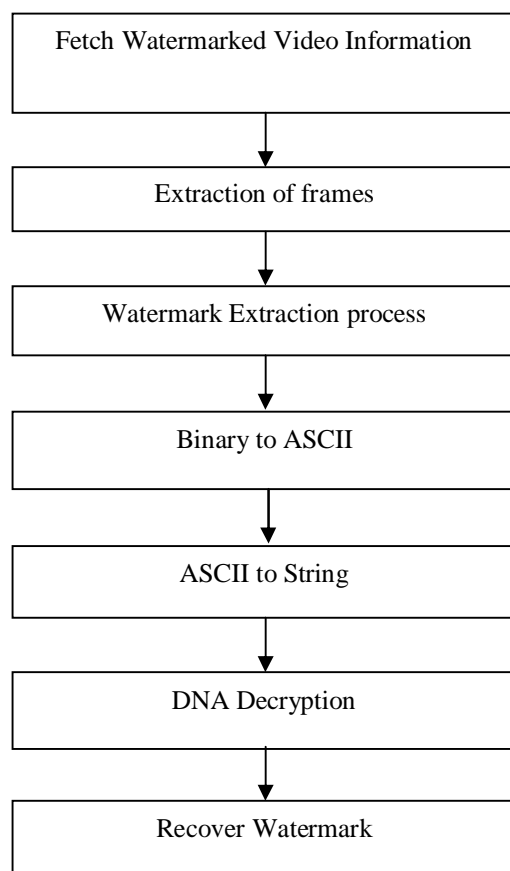 Fetch Watermarked Video Information
Extraction of frames
Watermark Extraction process
Binary to ASCII
ASCII to String
DNA Decryption
Recover Watermark